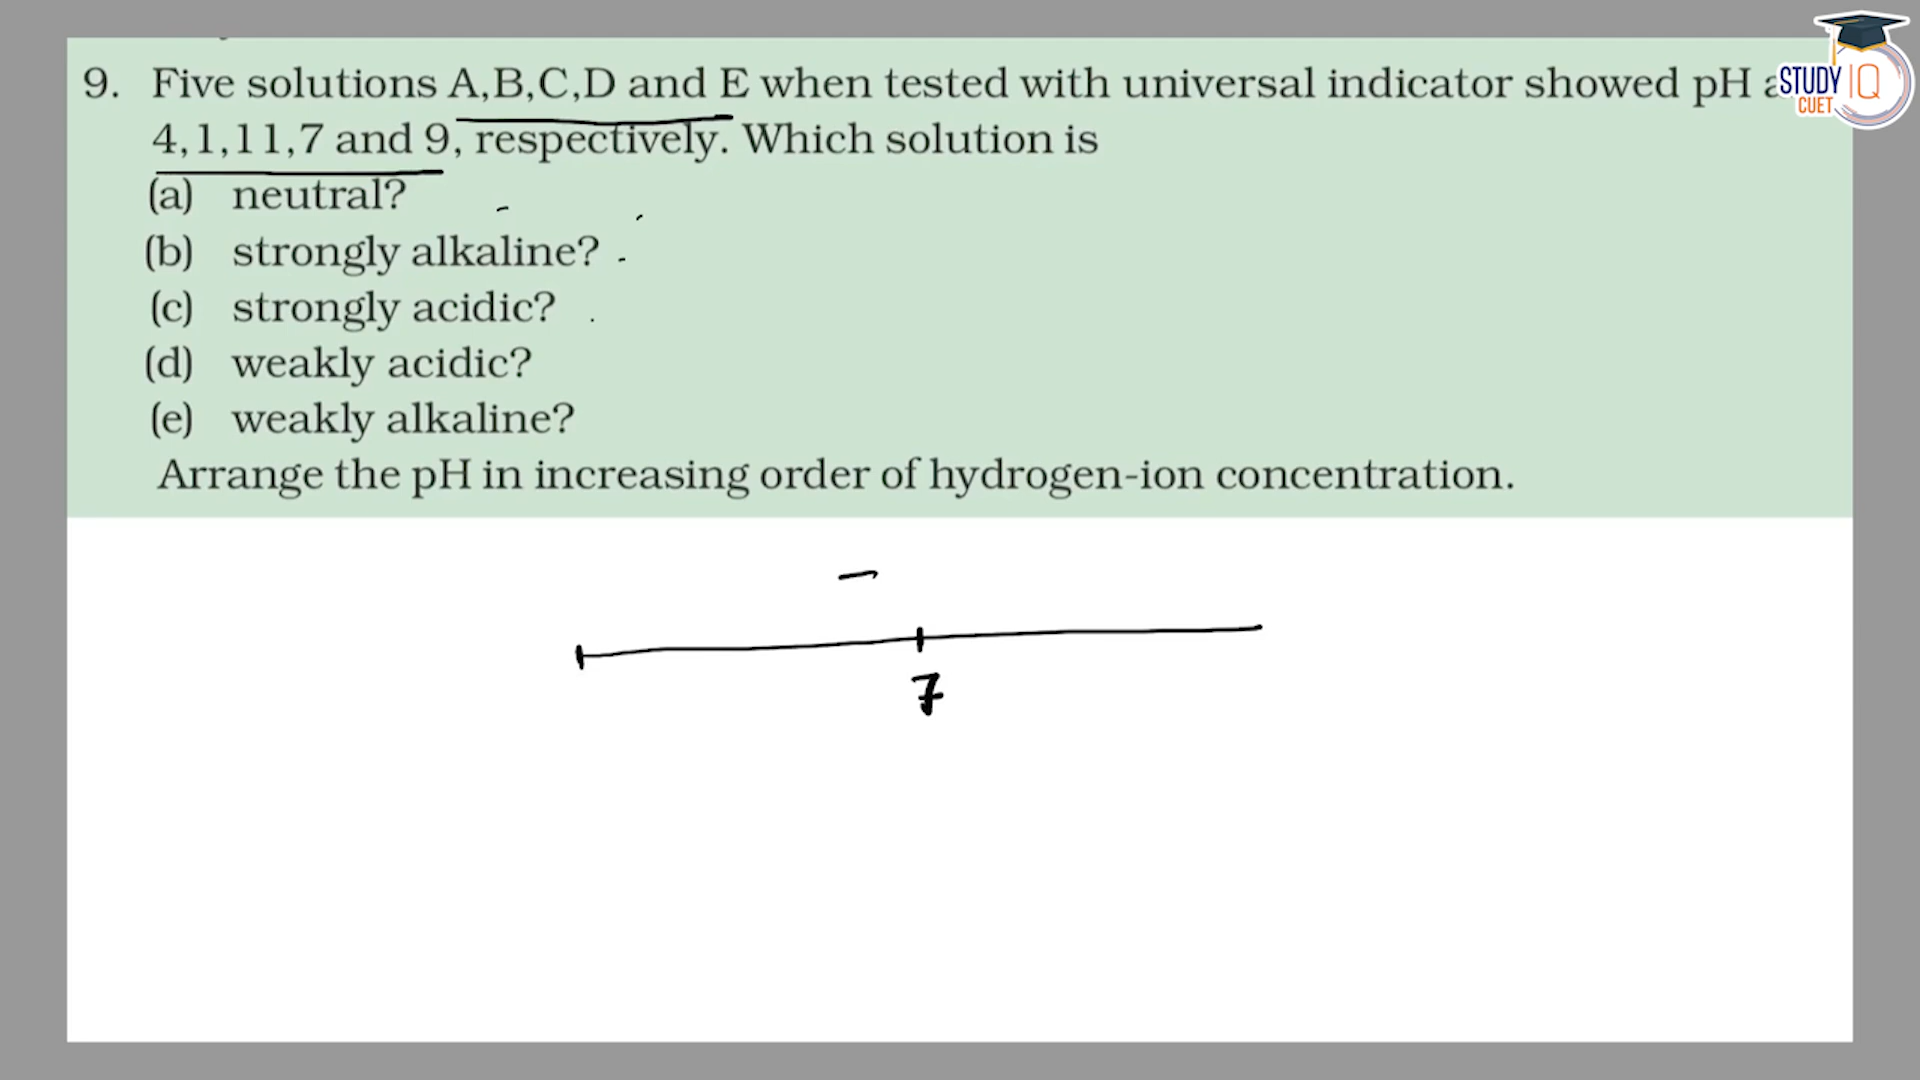 9. Five solutions A,B,C,D and E when tested with universal indicator showed pH
4,1,11,7 and 9, respectively. Which solution is
(a) neutral?
(b) strongly alkaline?
(c) strongly acidic?
(d) weakly acidic?
(e) weakly alkaline?
Arrange the pH in increasing order of hydrogen-ion concentration.
7
STUDY IQ
CUET